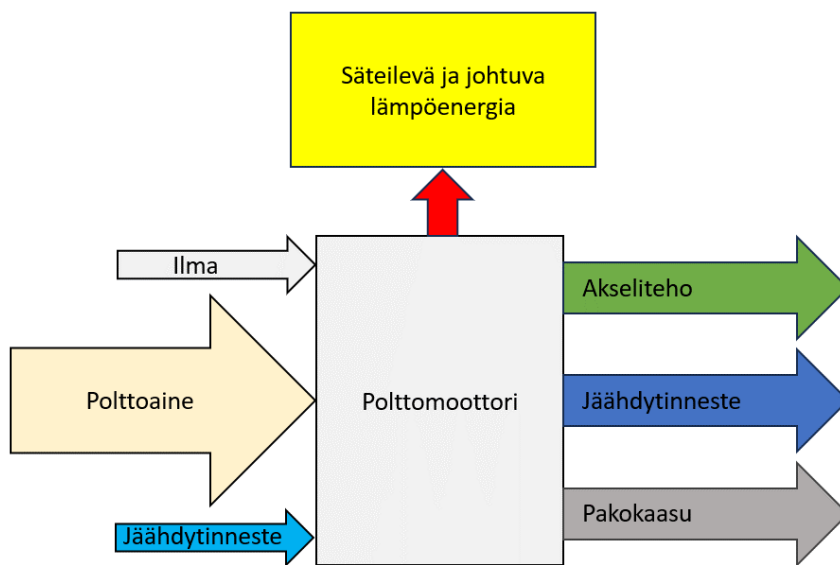 Säteilevä ja johtuva
lämpöenergia
Ilma
Akseliteho
Polttoaine
Polttomoottori
Jäähdytinneste
Jäähdytinneste
Pakokaasu